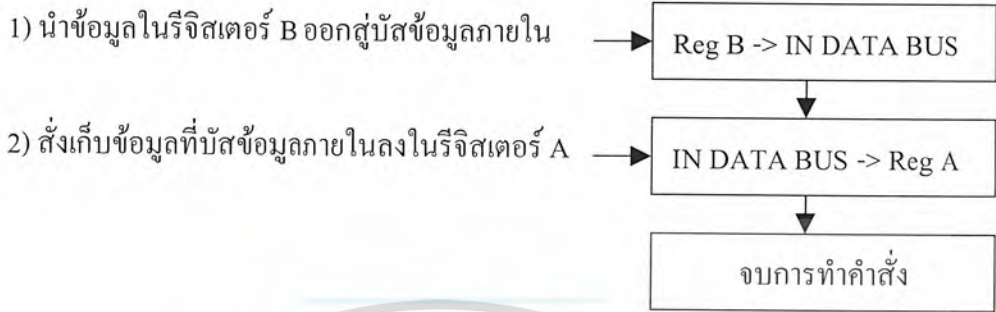 1) นำข้อมูลในรีจิสเตอร์ B ออกสู่บัสข้อมูลภายใน
Reg B -> IN DATA BUS
2) สั่งเก็บข้อมูลที่บัสข้อมูลภายในลงในรีจิสเตอร์ A
IN DATA BUS -> Reg A
จบการทำคำสั่ง